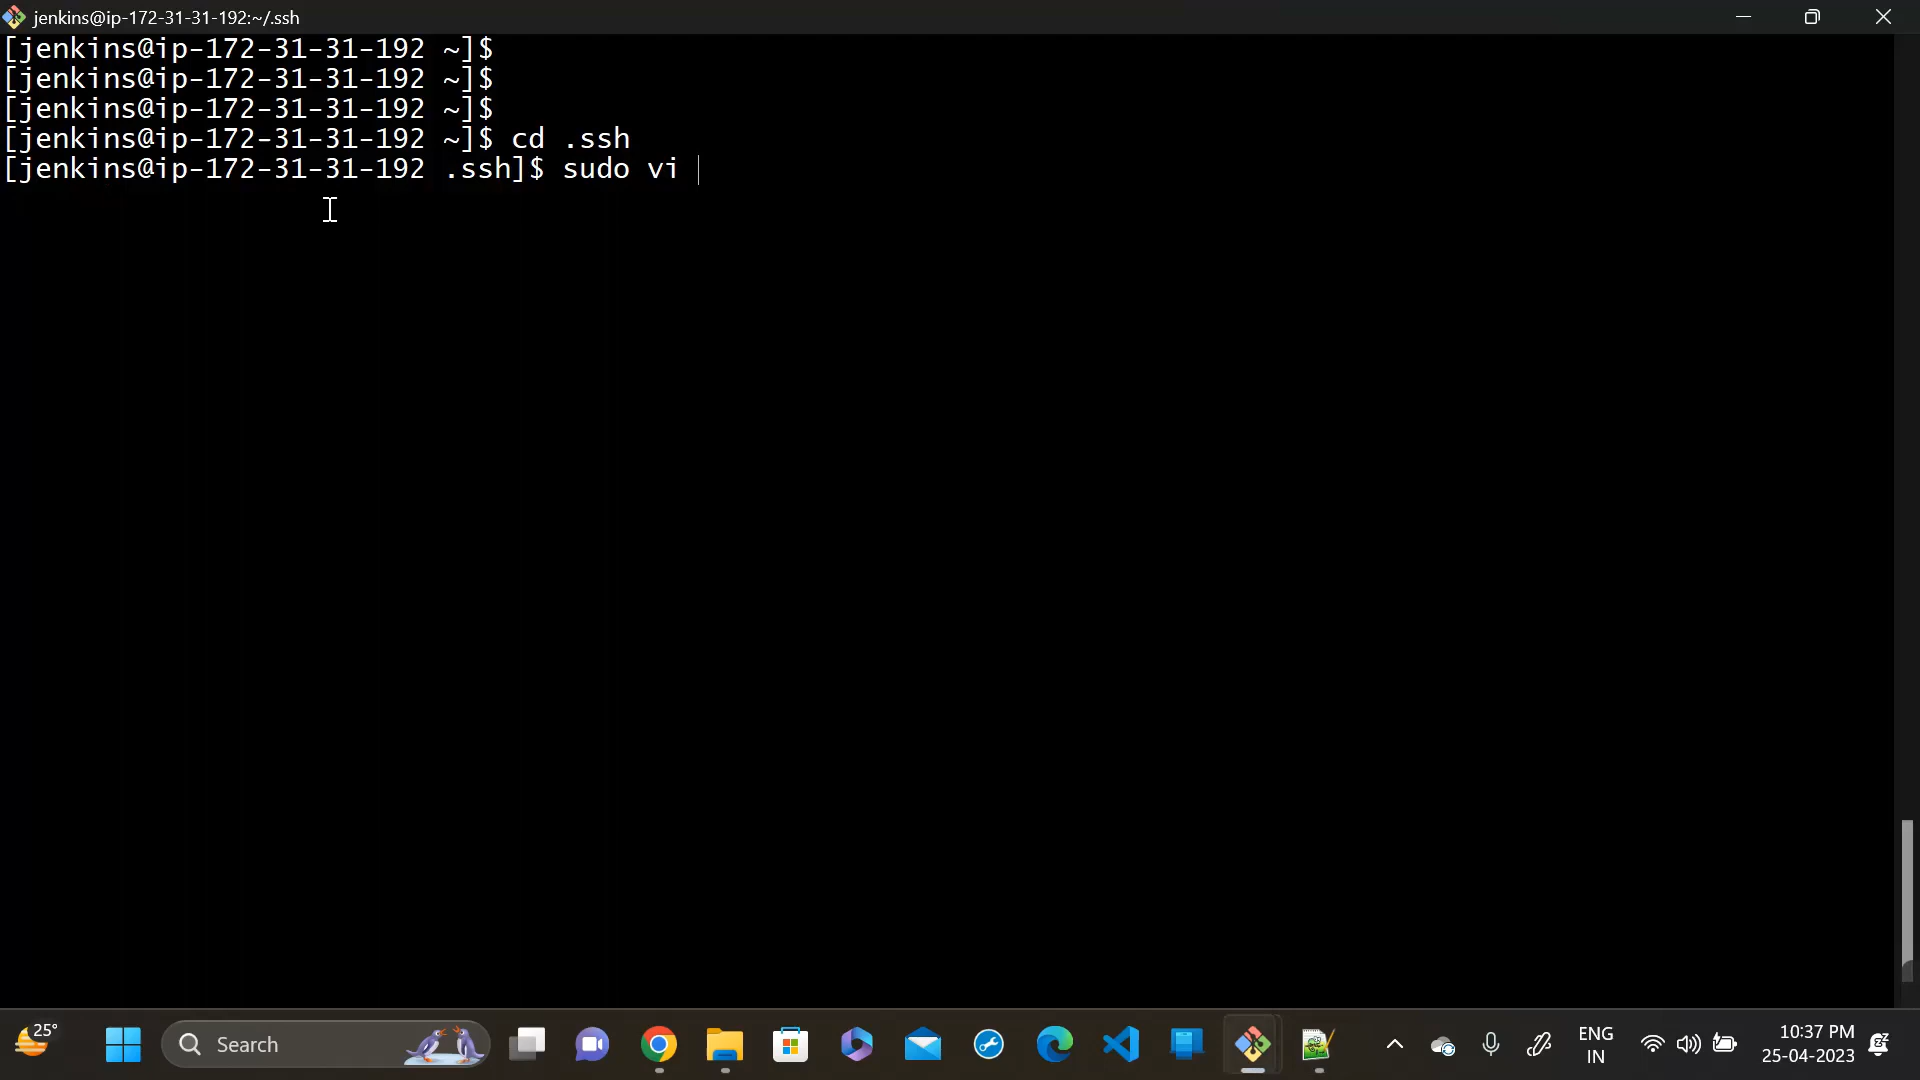 jenkins@ip-172-31-31-192:~/.ssh
[jenkins@ip-172-31-31-192 ~]$
[jenkins@ip-172-31-31-192 ~]$
[jenkins@ip-172-31-31-192 ~]$
[jenkins@ip-172-31-31-192 ~]$ cd .ssh
[jenkins@ip-172-31-31-192 .ssh]$ sudo vi
25°
Search
ENG
IN
10:37 PM
25-04-2023